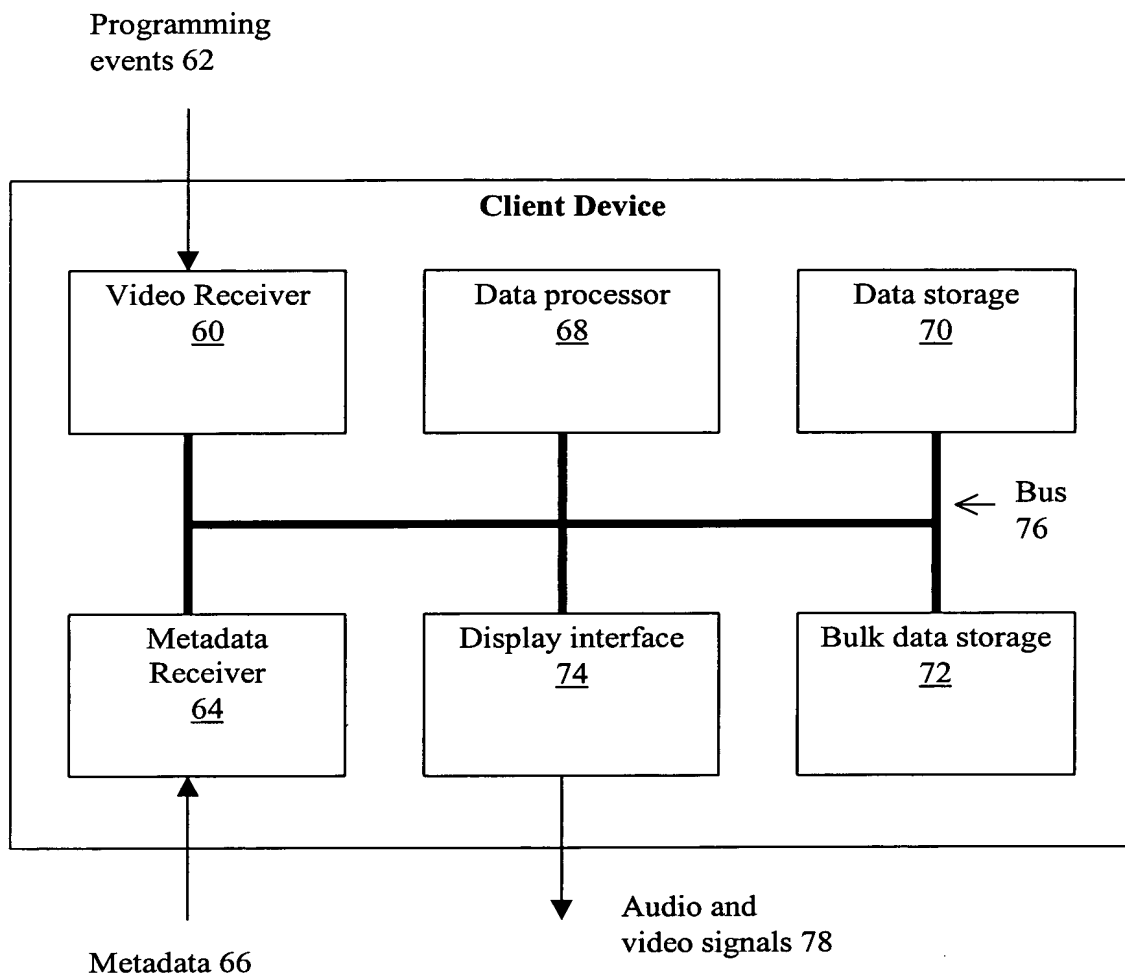 Programming
events 62
Client Device
Video Receiver
60
Data processor
68
Data storage
70
Bus
76
Metadata
Receiver
64
Display interface
74
Bulk data storage
72
Audio and
video signals 78
Metadata 66